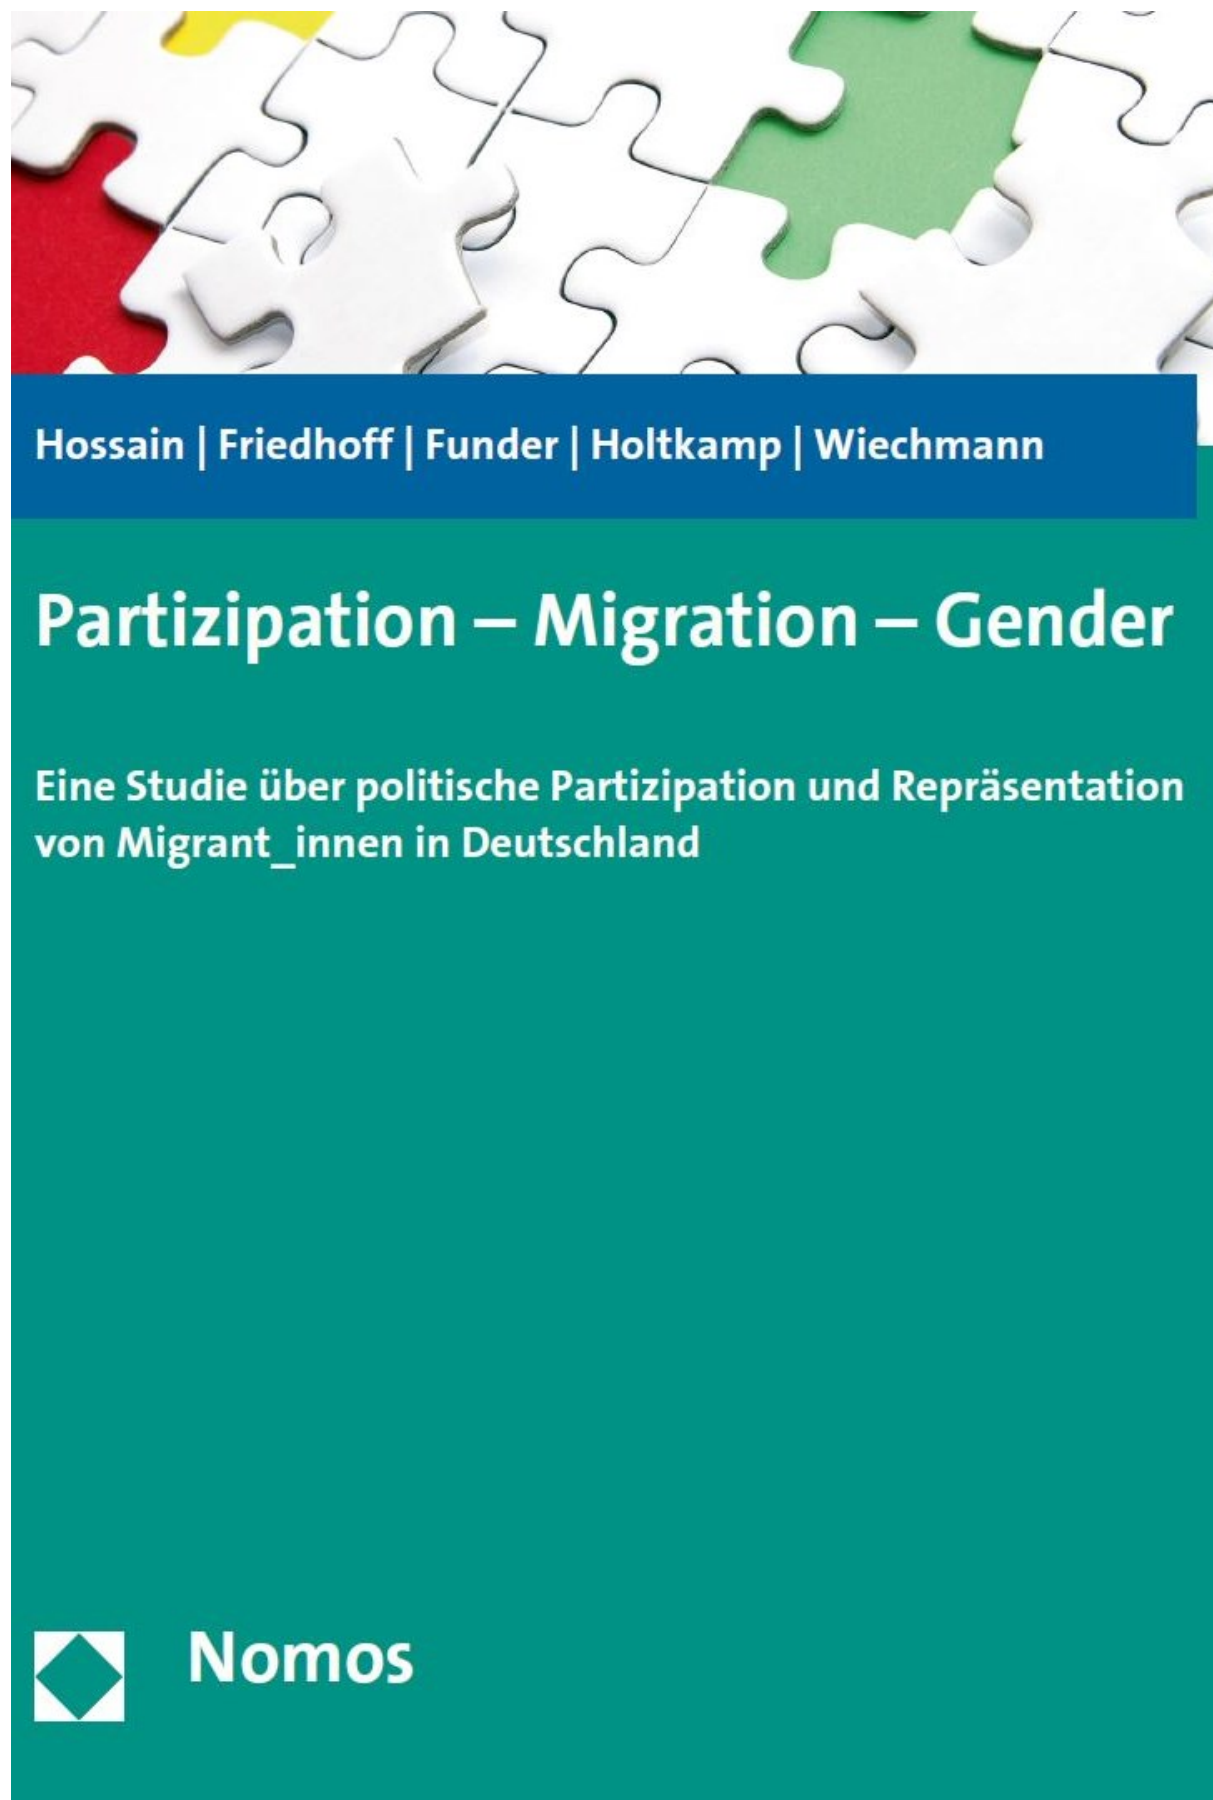 Hossain | Friedhoff | Funder | Holtkamp | Wiechmann
Partizipation – Migration – Gender
Eine Studie über politische Partizipation und Repräsentation
von Migrant_innen in Deutschland
Nomos